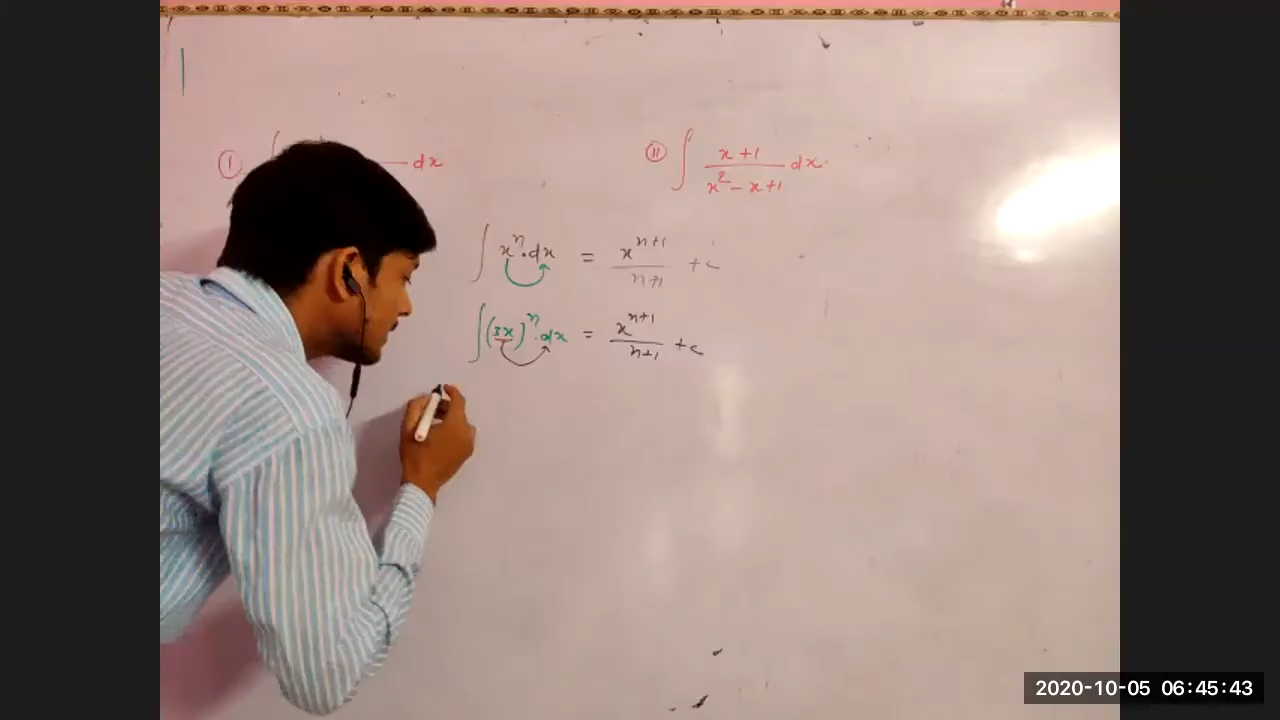 ① ∫ dx
⑪ ∫ x+1 / x² - x+1 dx.
∫ xⁿ.dx = xⁿ⁺¹ / n+1 + c
∫(3x)ⁿ.dx = xⁿ⁺¹ / n+1 + c
2020-10-05 06:45:43